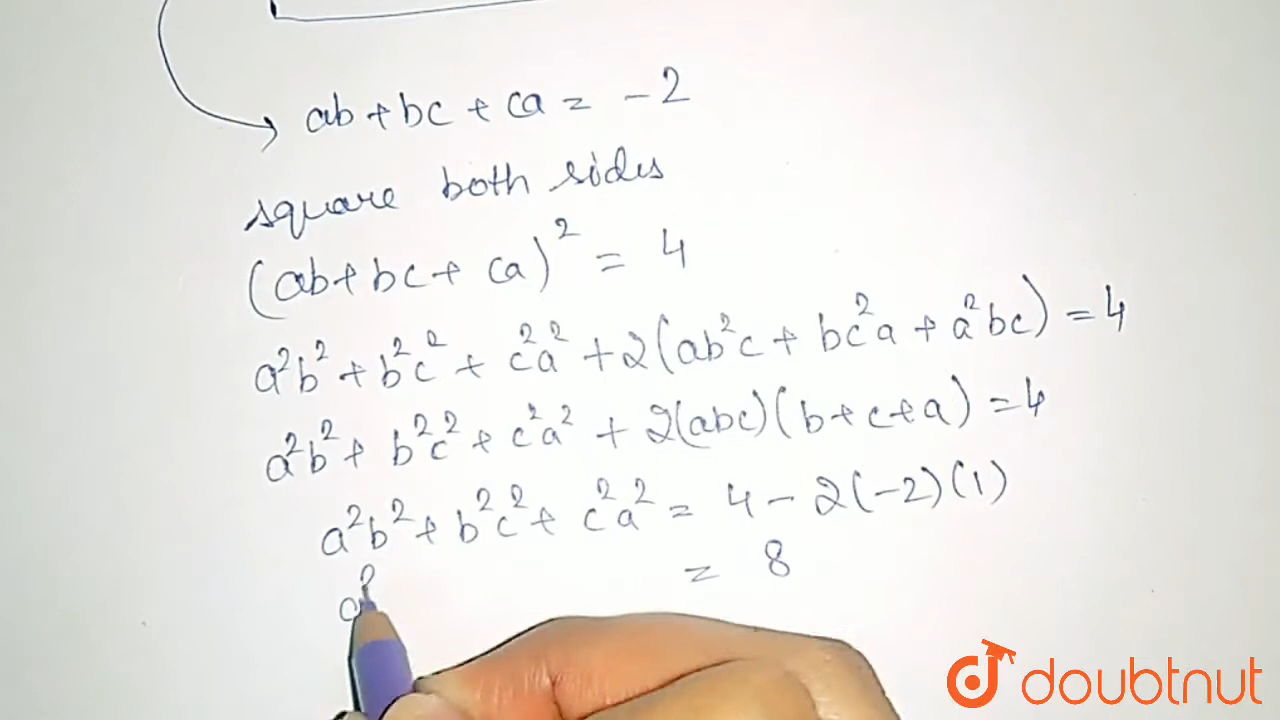 ab + bc + ca = -2
square both sides
(ab + bc + ca)² = 4
a²b² + b²c² + c²a² + 2(ab²c + bc²a + a²bc) = 4
a²b² + b²c² + c²a² + 2(abc)(b+c+a) = 4
a²b² + b²c² + c²a² = 4 - 2(-2)(1)
= 8
a²
doubtnut